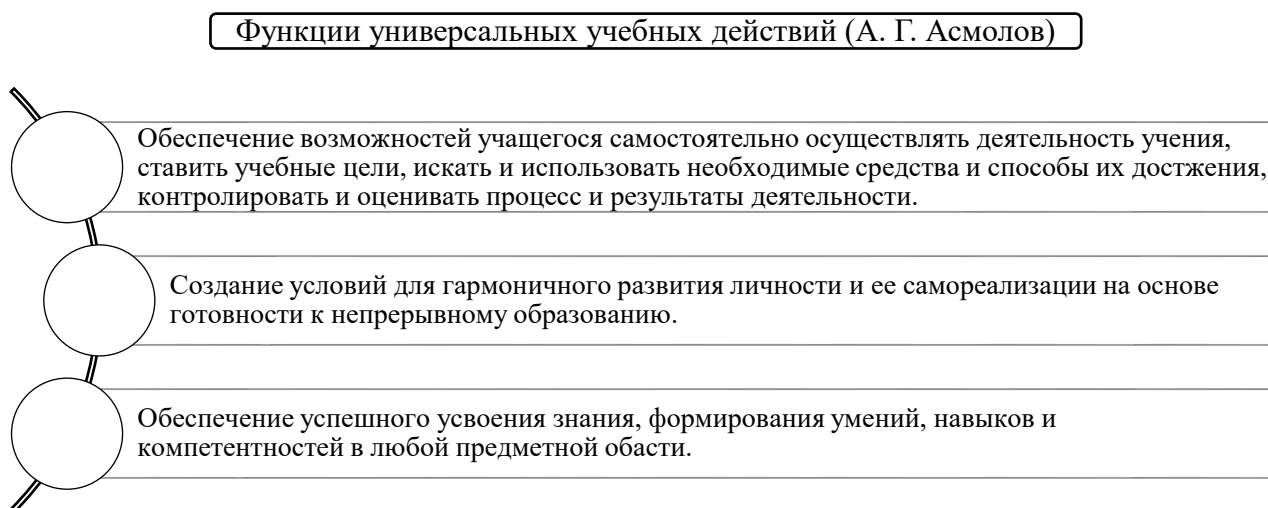 Функции универсальных учебных действий (А. Г. Асмолов)
Обеспечение возможностей учащегося самостоятельно осуществлять деятельность учения,
ставить учебные цели, искать и использовать необходимые средства и способы их достжения,
контролировать и оценивать процесс и результаты деятельности.
Создание условий для гармоничного развития личности и ее самореализации на основе
готовности к непрерывному образованию.
Обеспечение успешного усвоения знания, формирования умений, навыков и
компетентностей в любой предметной обасти.